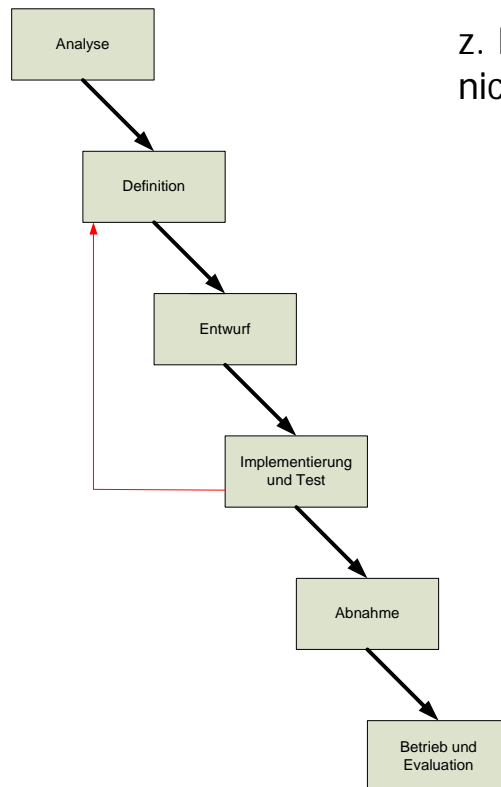 Analyse
z.
Definition
Entwurf
Implementierung
und Test
Abnahme
Betrieb und
Evaluation